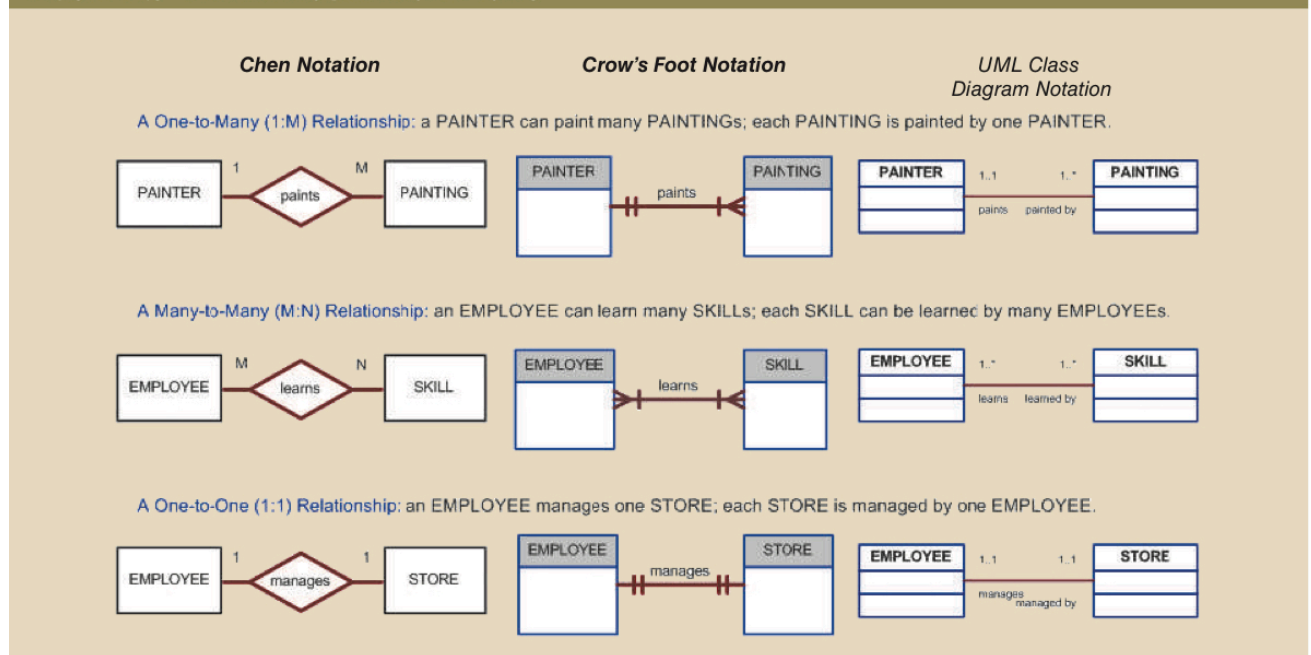 Chen Notation
Crow's Foot Notation
UML Class
Diagram Notation
A One-to-Many (1:M) Relationship: a PAINTER can paint many PAINTINGs; each PAINTING is painted by one PAINTER.
PAINTER
1
paints
M
PAINTING
PAINTER
paints
PAINTING
PAINTER
1..1
1..*
paints
painted by
PAINTING
A Many-to-Many (M:N) Relationship: an EMPLOYEE can learn many SKILLs; each SKILL can be learned by many EMPLOYEEs.
EMPLOYEE
M
learns
N
SKILL
EMPLOYEE
learns
SKILL
EMPLOYEE
1..*
1..*
learns
learned by
SKILL
A One-to-One (1:1) Relationship: an EMPLOYEE manages one STORE; each STORE is managed by one EMPLOYEE.
EMPLOYEE
1
manages
1
STORE
EMPLOYEE
manages
STORE
EMPLOYEE
1..1
1..1
manages
managed by
STORE